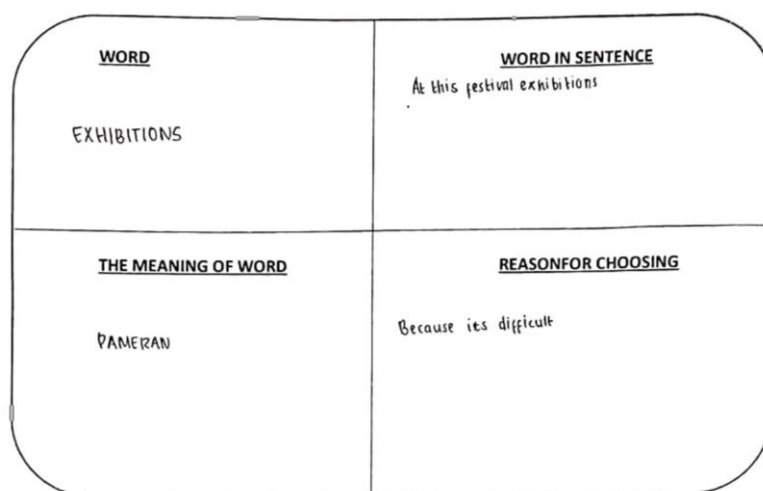 WORD
EXHIBITIONS
WORD IN SENTENCE
At this festival exhibitions
THE MEANING OF WORD
PAMERAN
REASONFOR CHOOSING
Because its difficult